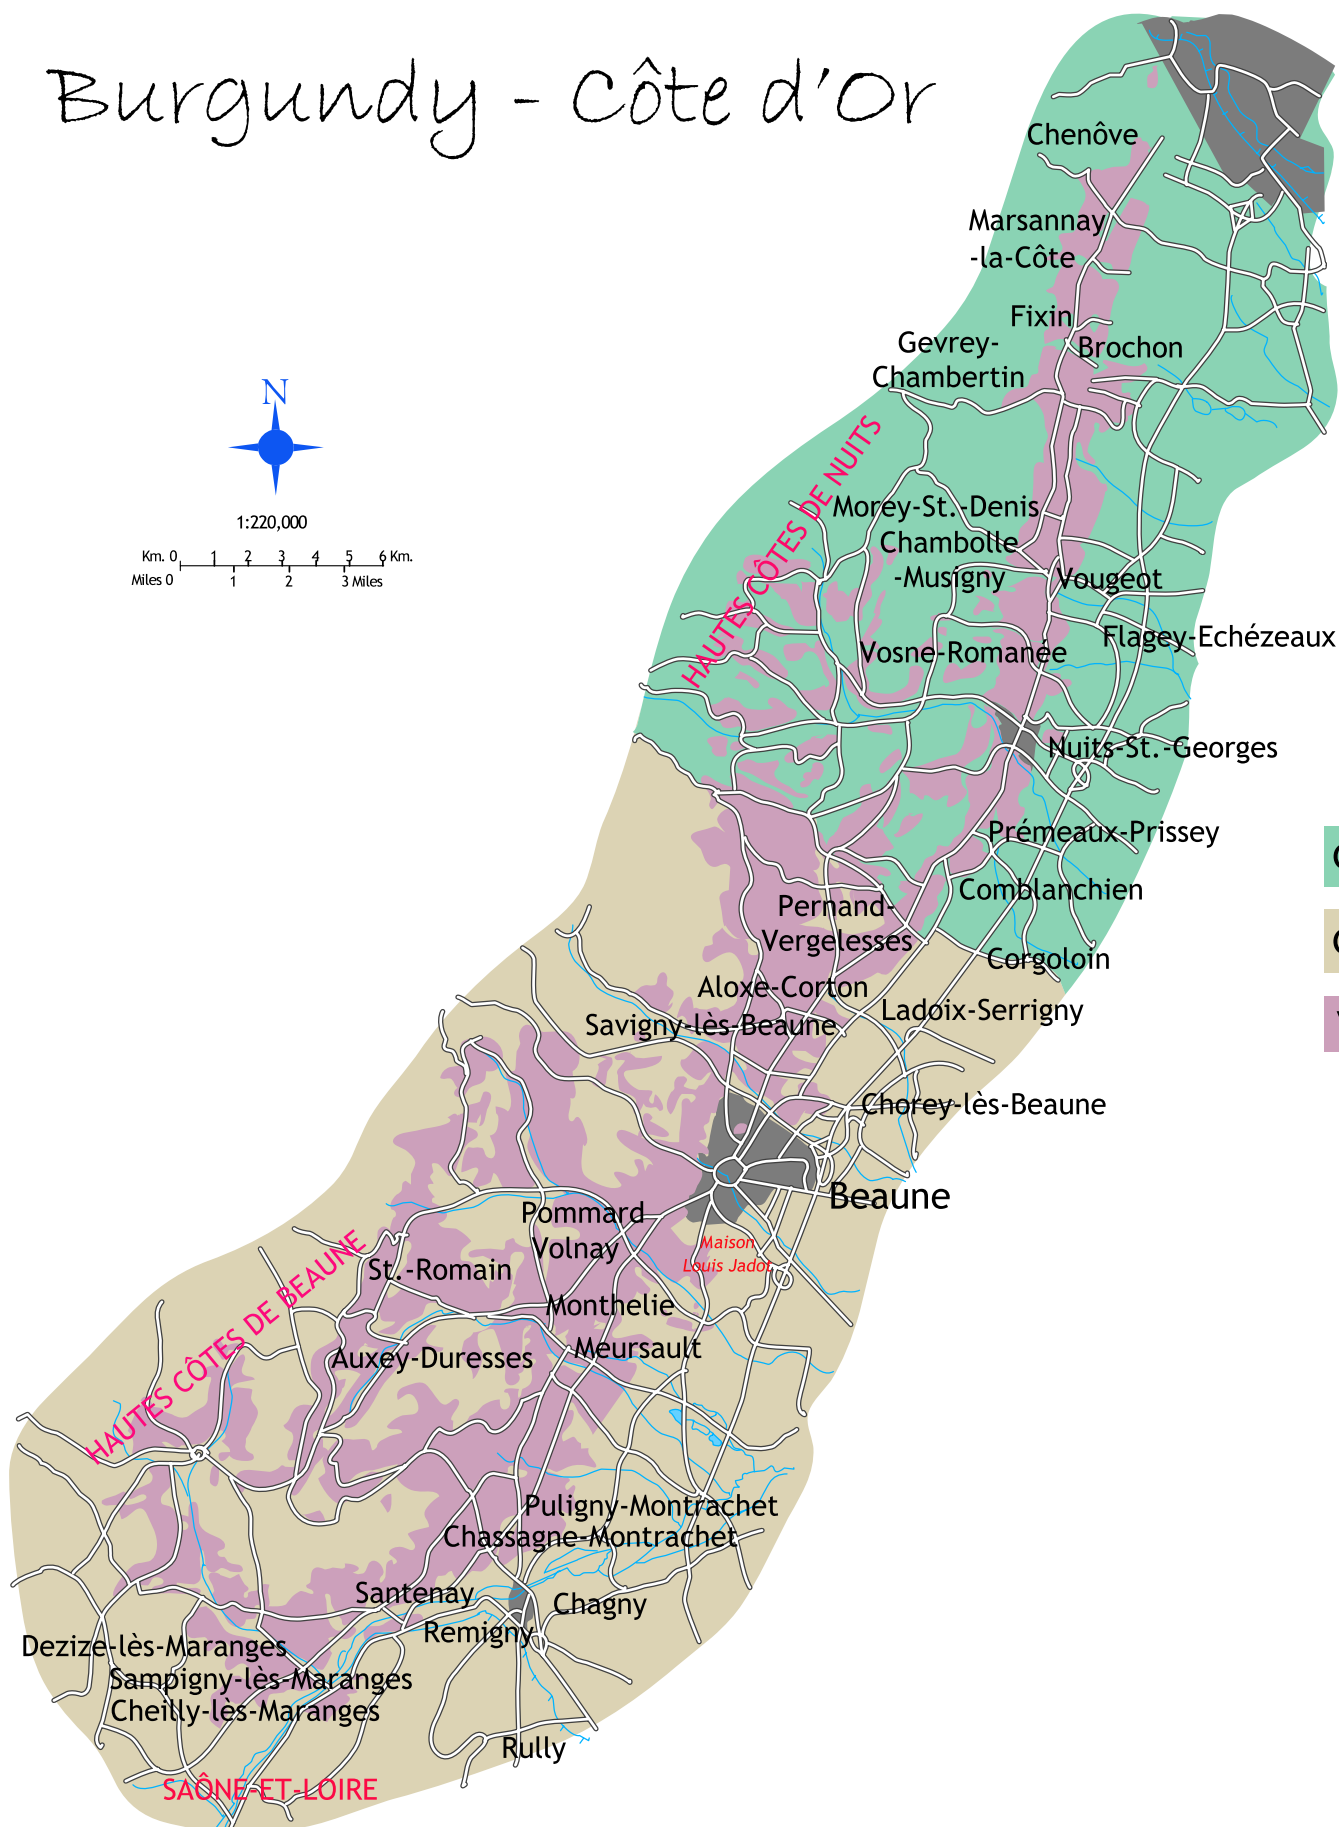 Burgundy - Côte d'Or
Chenôve
Marsannay
-la-Côte
Fixin
Gevrey-
Chambertin
Brochon
N
1:220,000
Km. 0 1 2 3 4 5 6 Km.
Miles 0 1 2 3 Miles
HAUTES CÔTES DE NUITS
Morey-St.-Denis
Chambolle
-Musigny
Vougeot
Flagey-Echézeaux
Vosne-Romanée
Nuits-St.-Georges
Prémeaux-Prissey
Comblanchien
Pernand-
Vergelesses
Corgoloin
Aloxe-Corton
Ladoix-Serrigny
Savigny-lès-Beaune
Chorey-lès-Beaune
Beaune
Pommard
Volnay
Maison
Louis Jadot
St.-Romain
HAUTES CÔTES DE BEAUNE
Monthelie
Meursault
Auxey-Duresses
Puligny-Montrachet
Chassagne-Montrachet
Santenay
Chagny
Remigny
Dezize-lès-Maranges
Sampigny-lès-Maranges
Cheilly-lès-Maranges
Rully
SAÔNE-ET-LOIRE